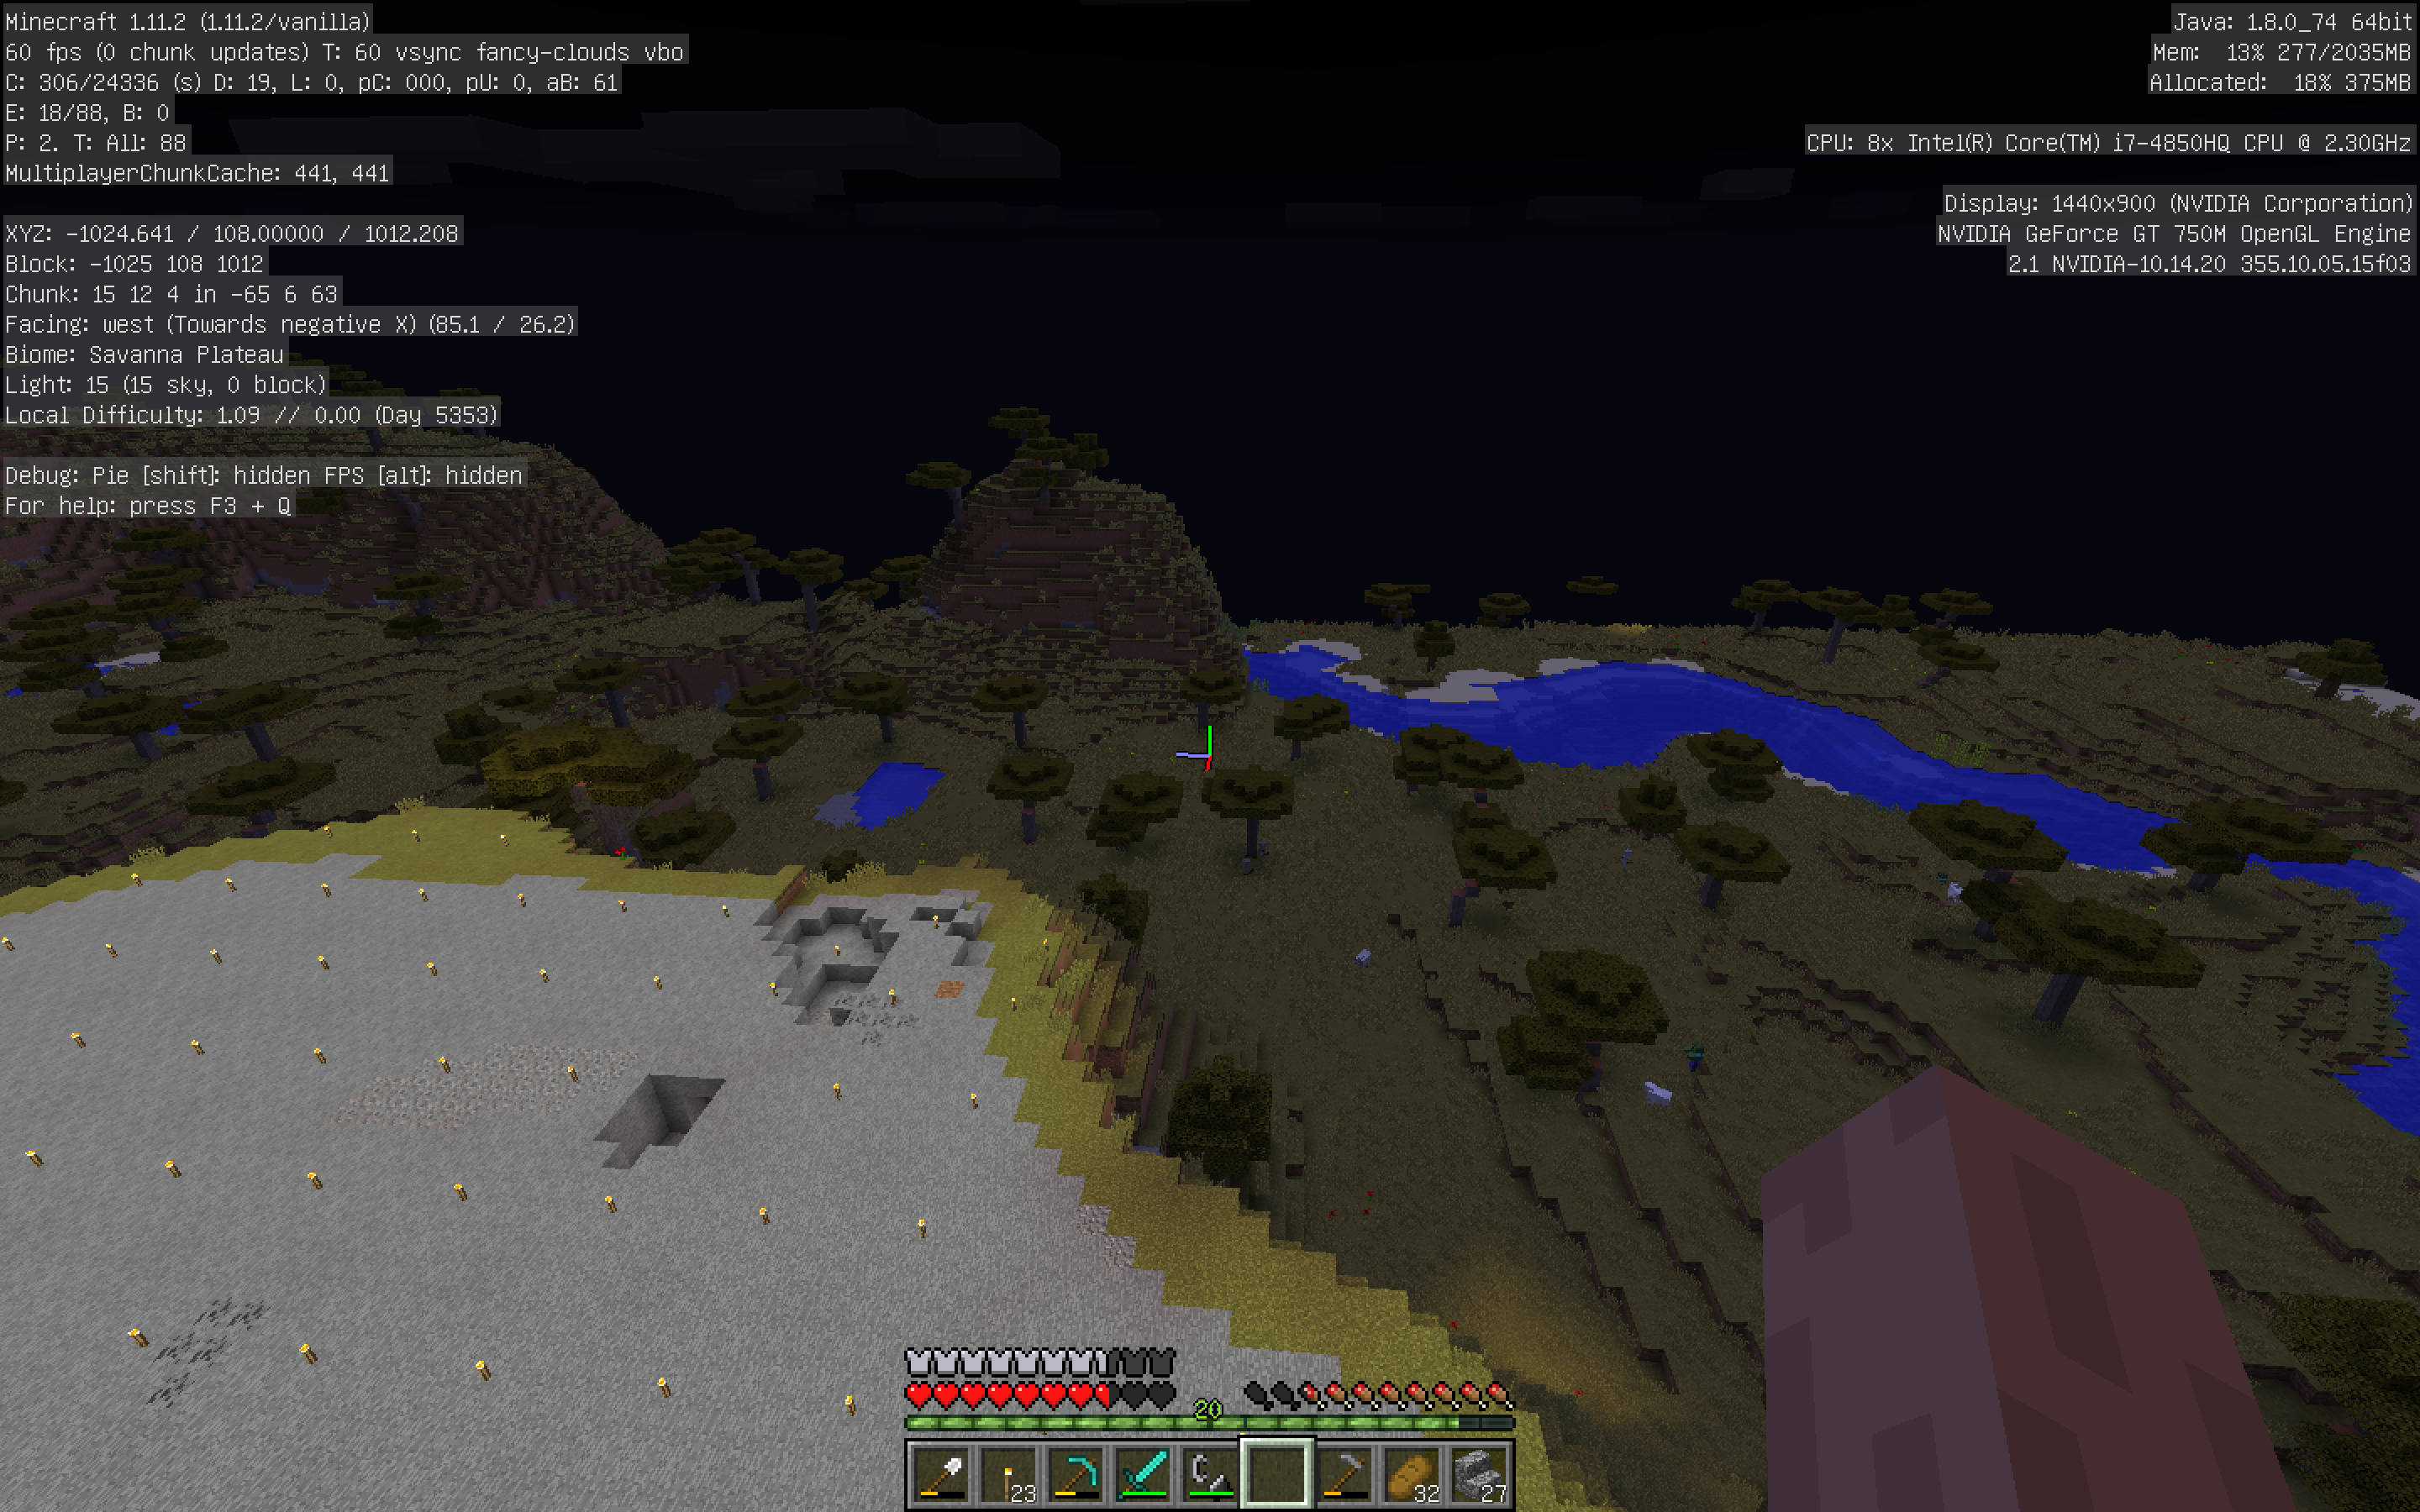 Minecraft 1.11.2 (1.11.2/vanilla)
60 fps (0 chunk updates) T: 60 vsync fancy-clouds vbo
C: 306/24336 (s) D: 19, L: 0, pC: 000, pU: 0, aB: 61
E: 18/88, B: 0
P: 2. T: All: 88
MultiplayerChunkCache: 441, 441
XYZ: -1024.641 / 108.00000 / 1012.208
Block: -1025 108 1012
Chunk: 15 12 4 in -65 6 63
Facing: west (Towards negative X) (85.1 / 26.2)
Biome: Savanna Plateau
Light: 15 (15 sky, 0 block)
Local Difficulty: 1.09 // 0.00 (Day 5353)
Debug: Pie [shift]: hidden FPS [alt]: hidden
For help: press F3 + Q
Java: 1.8.0_74 64bit
Mem: 13% 277/2035MB
Allocated: 18% 375MB
CPU: 8x Intel(R) Core(TM) i7-4850HQ CPU @ 2.30GHz
Display: 1440x900 (NVIDIA Corporation)
NVIDIA GeForce GT 750M OpenGL Engine
2.1 NVIDIA-10.14.20 355.10.05.15f03
20
23
32
27